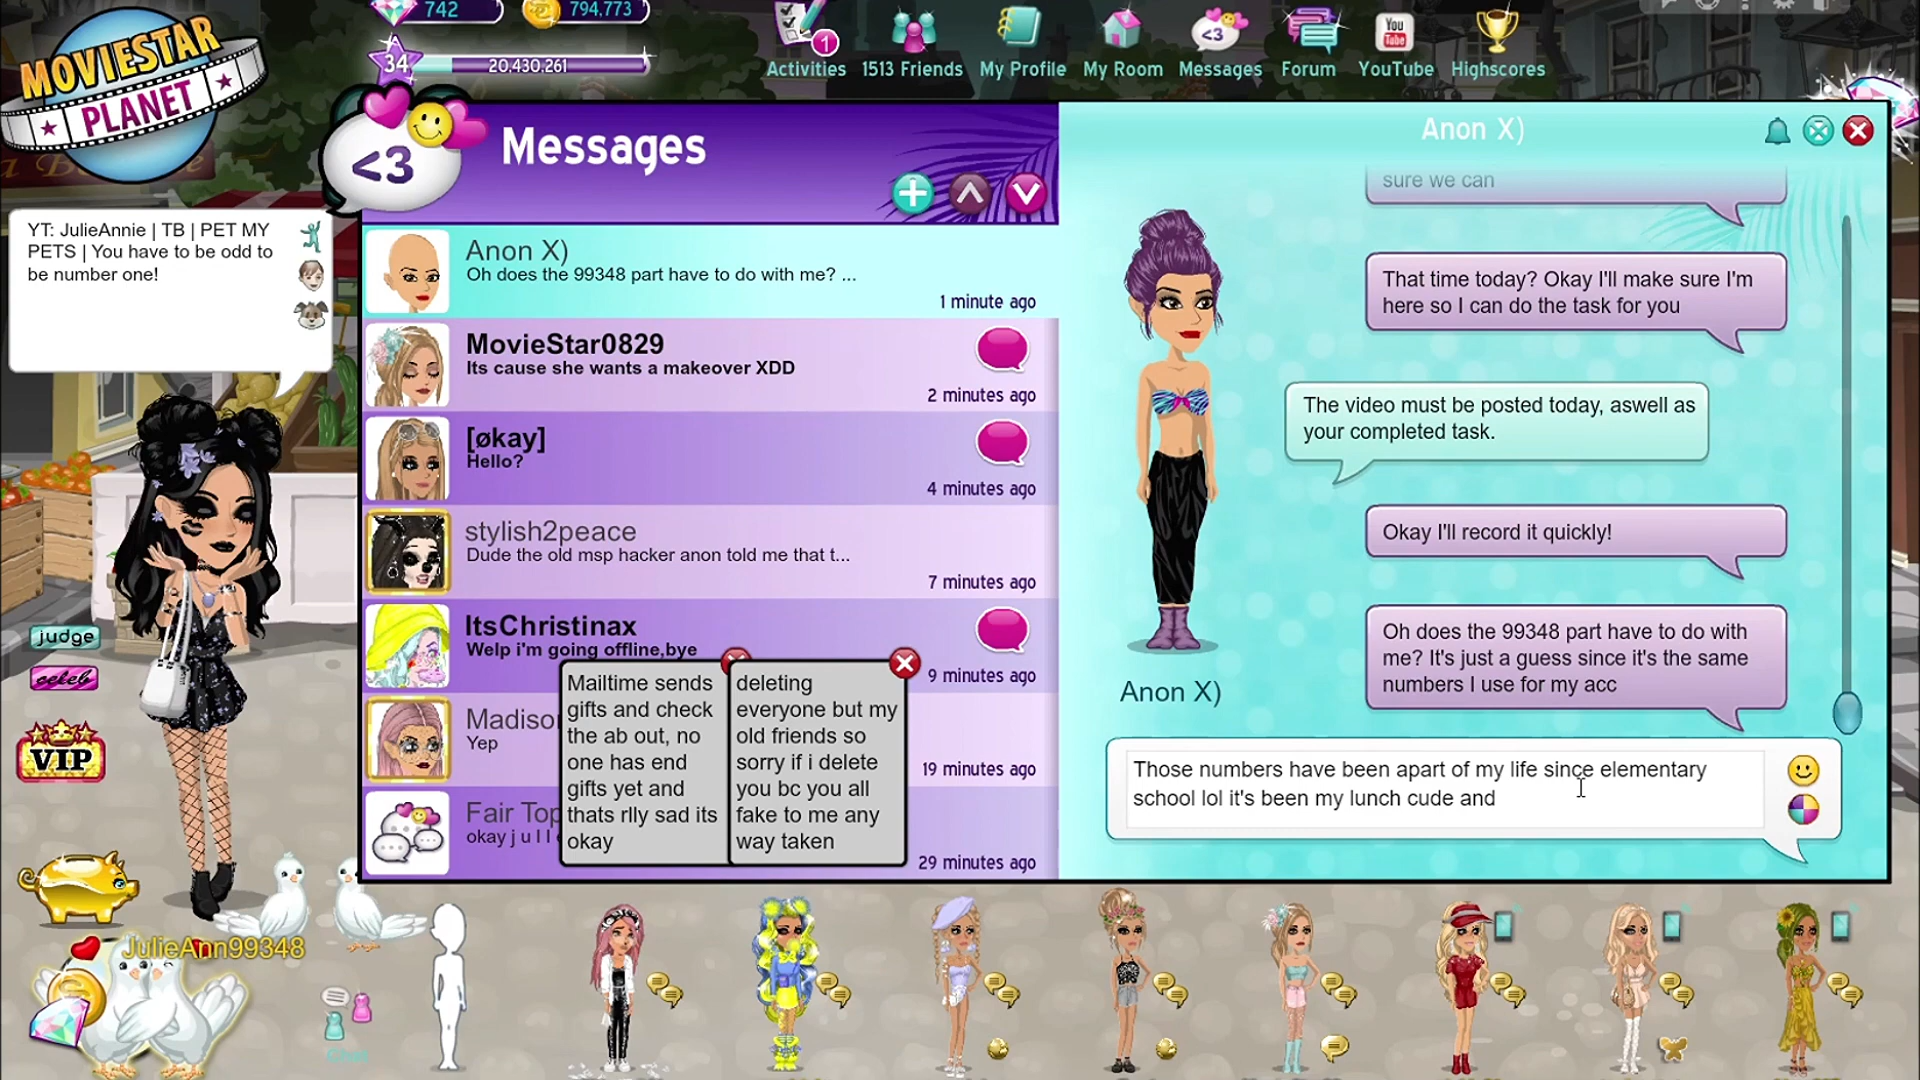 MOVIESTAR
PLANET
742
794,773
34
20.430.261
1
Activities
1513 Friends
My Profile
My Room
<3
Messages
Forum
You
Tube
YouTube
Highscores
<3
Messages
YT: JulieAnnie | TB | PET MY
PETS | You have to be odd to
be number one!
judge
celeb
VIP
JulieAnn99348
Chat
Anon X)
Oh does the 99348 part have to do with me? ...
1 minute ago
MovieStar0829
Its cause she wants a makeover XDD
2 minutes ago
[økay]
Hello?
4 minutes ago
stylish2peace
Dude the old msp hacker anon told me that t...
7 minutes ago
ItsChristinax
Welp i'm going offline,bye
9 minutes ago
Madiso
Yep
19 minutes ago
Fair Top
okay j u l l
29 minutes ago
Mailtime sends
gifts and check
the ab out, no
one has end
gifts yet and
thats rlly sad its
okay
deleting
everyone but my
old friends so
sorry if i delete
you bc you all
fake to me any
way taken
Anon X)
sure we can
That time today? Okay I'll make sure I'm
here so I can do the task for you
The video must be posted today, aswell as
your completed task.
Okay I'll record it quickly!
Oh does the 99348 part have to do with
me? It's just a guess since it's the same
numbers I use for my acc
Anon X)
Those numbers have been apart of my life since elementary
school lol it's been my lunch cude and